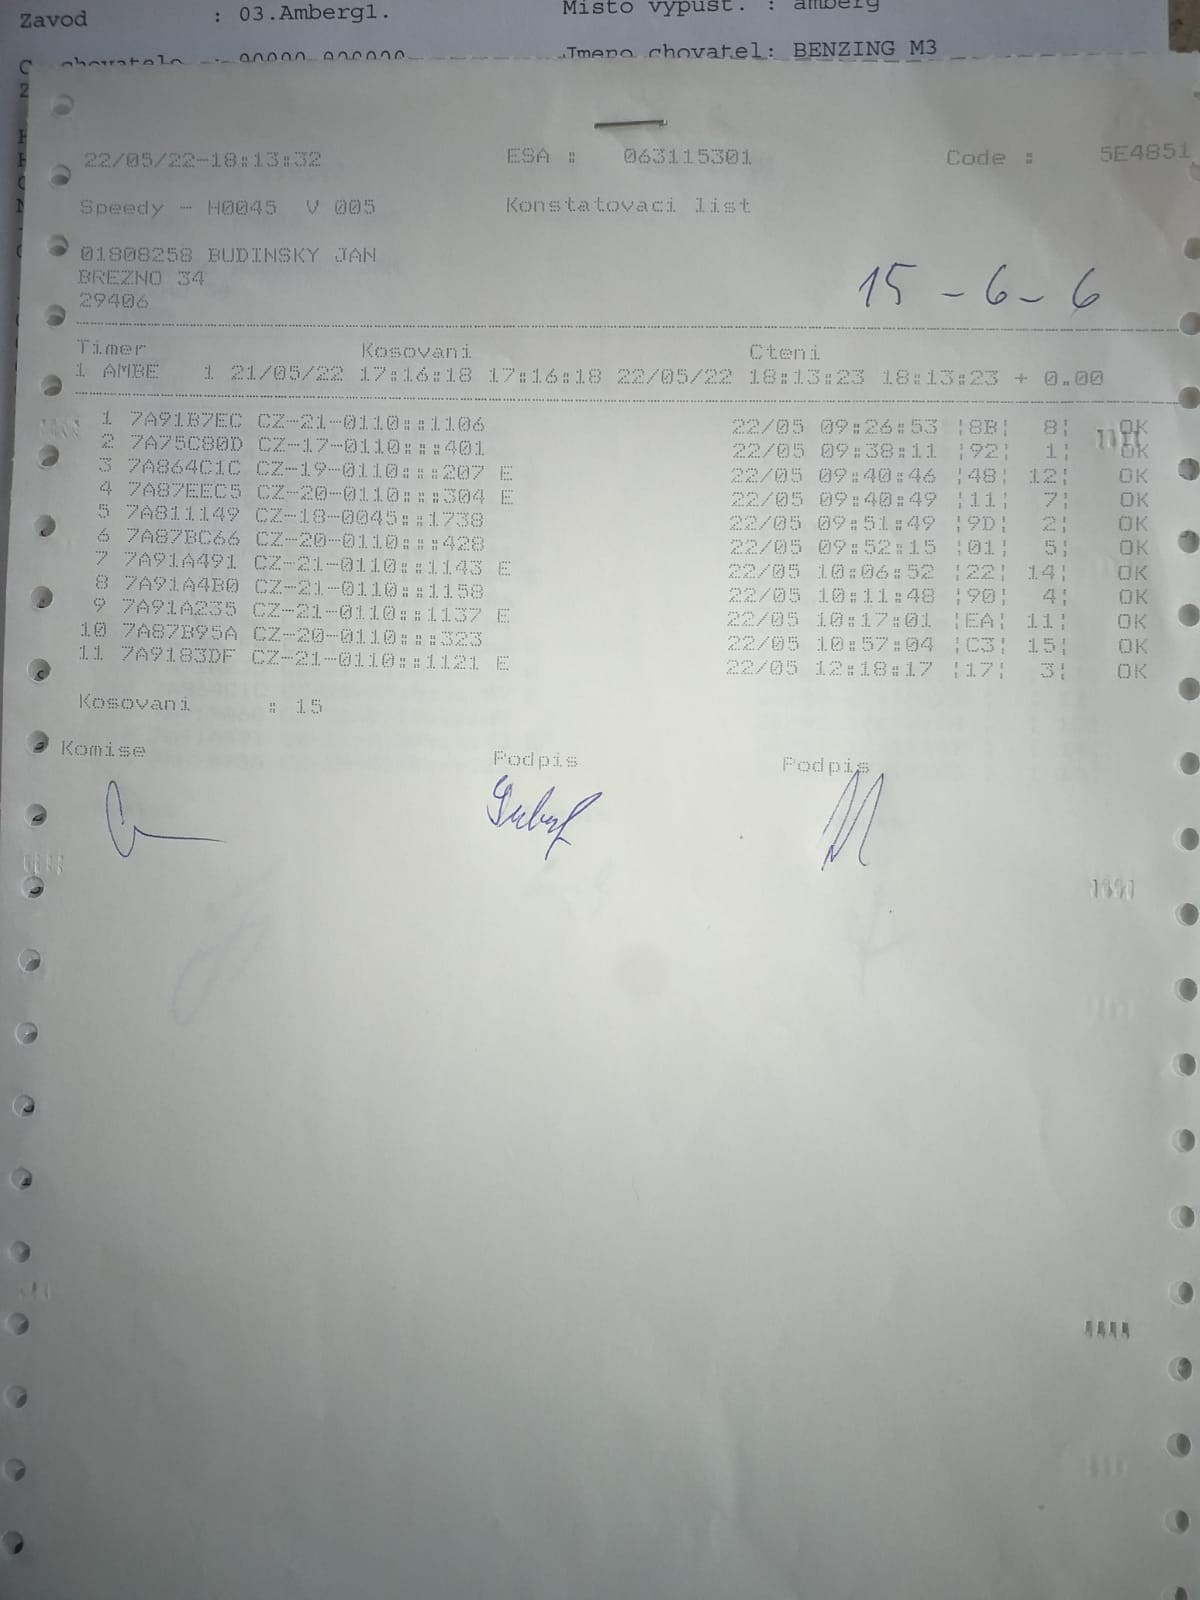 Zavod : 03.Amberg1. Misto vypust. : amberg
Jmeno chovatel: BENZING M3
22/05/22-18:13:32 ESA : 063115301 Code : 5E4851
Speedy - H0045 V 005 Konstatovaci list
01808258 BUDINSKY JAN
BREZNO 34
29406
15 - 6 - 6
Timer Kosovani Cteni
1 AMBE 1 21/05/22 17:16:18 17:16:18 22/05/22 18:13:23 18:13:23 + 0.00
1 7A91B7EC CZ-21-0110::1106 22/05 09:26:53 ¦8B¦ 8¦ OK
2 7A75C80D CZ-17-0110:::401 22/05 09:38:11 ¦92¦ 1¦ OK
3 7A864C1C CZ-19-0110:::207 E 22/05 09:40:46 ¦48¦ 12¦ OK
4 7A87EEC5 CZ-20-0110:::304 E 22/05 09:40:49 ¦11¦ 7¦ OK
5 7A811149 CZ-18-0045::1738 22/05 09:51:49 ¦9D¦ 2¦ OK
6 7A87BC66 CZ-20-0110:::428 22/05 09:52:15 ¦01¦ 5¦ OK
7 7A91A491 CZ-21-0110::1143 E 22/05 10:06:52 ¦22¦ 14¦ OK
8 7A91A4B0 CZ-21-0110::1158 22/05 10:11:48 ¦90¦ 4¦ OK
9 7A91A235 CZ-21-0110::1137 E 22/05 10:17:01 ¦EA¦ 11¦ OK
10 7A87B95A CZ-20-0110:::323 22/05 10:57:04 ¦C3¦ 15¦ OK
11 7A9183DF CZ-21-0110::1121 E 22/05 12:18:17 ¦17¦ 3¦ OK
Kosovani : 15
Komise Podpis Podpis